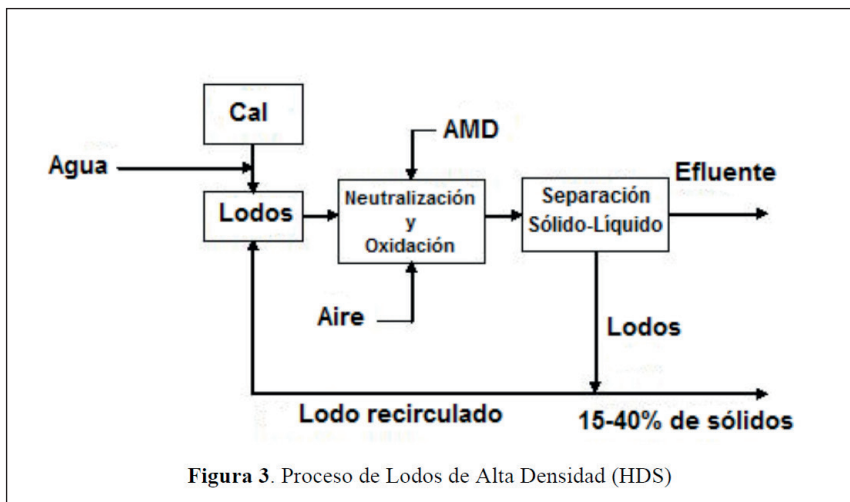 Cal
AMD
Agua
Efluente
Lodos
Neutralización
y
Oxidación
Separación
Sólido-Líquido
Aire
Lodos
Lodo recirculado
15-40% de sólidos
Figura 3. Proceso de Lodos de Alta Densidad (HDS)